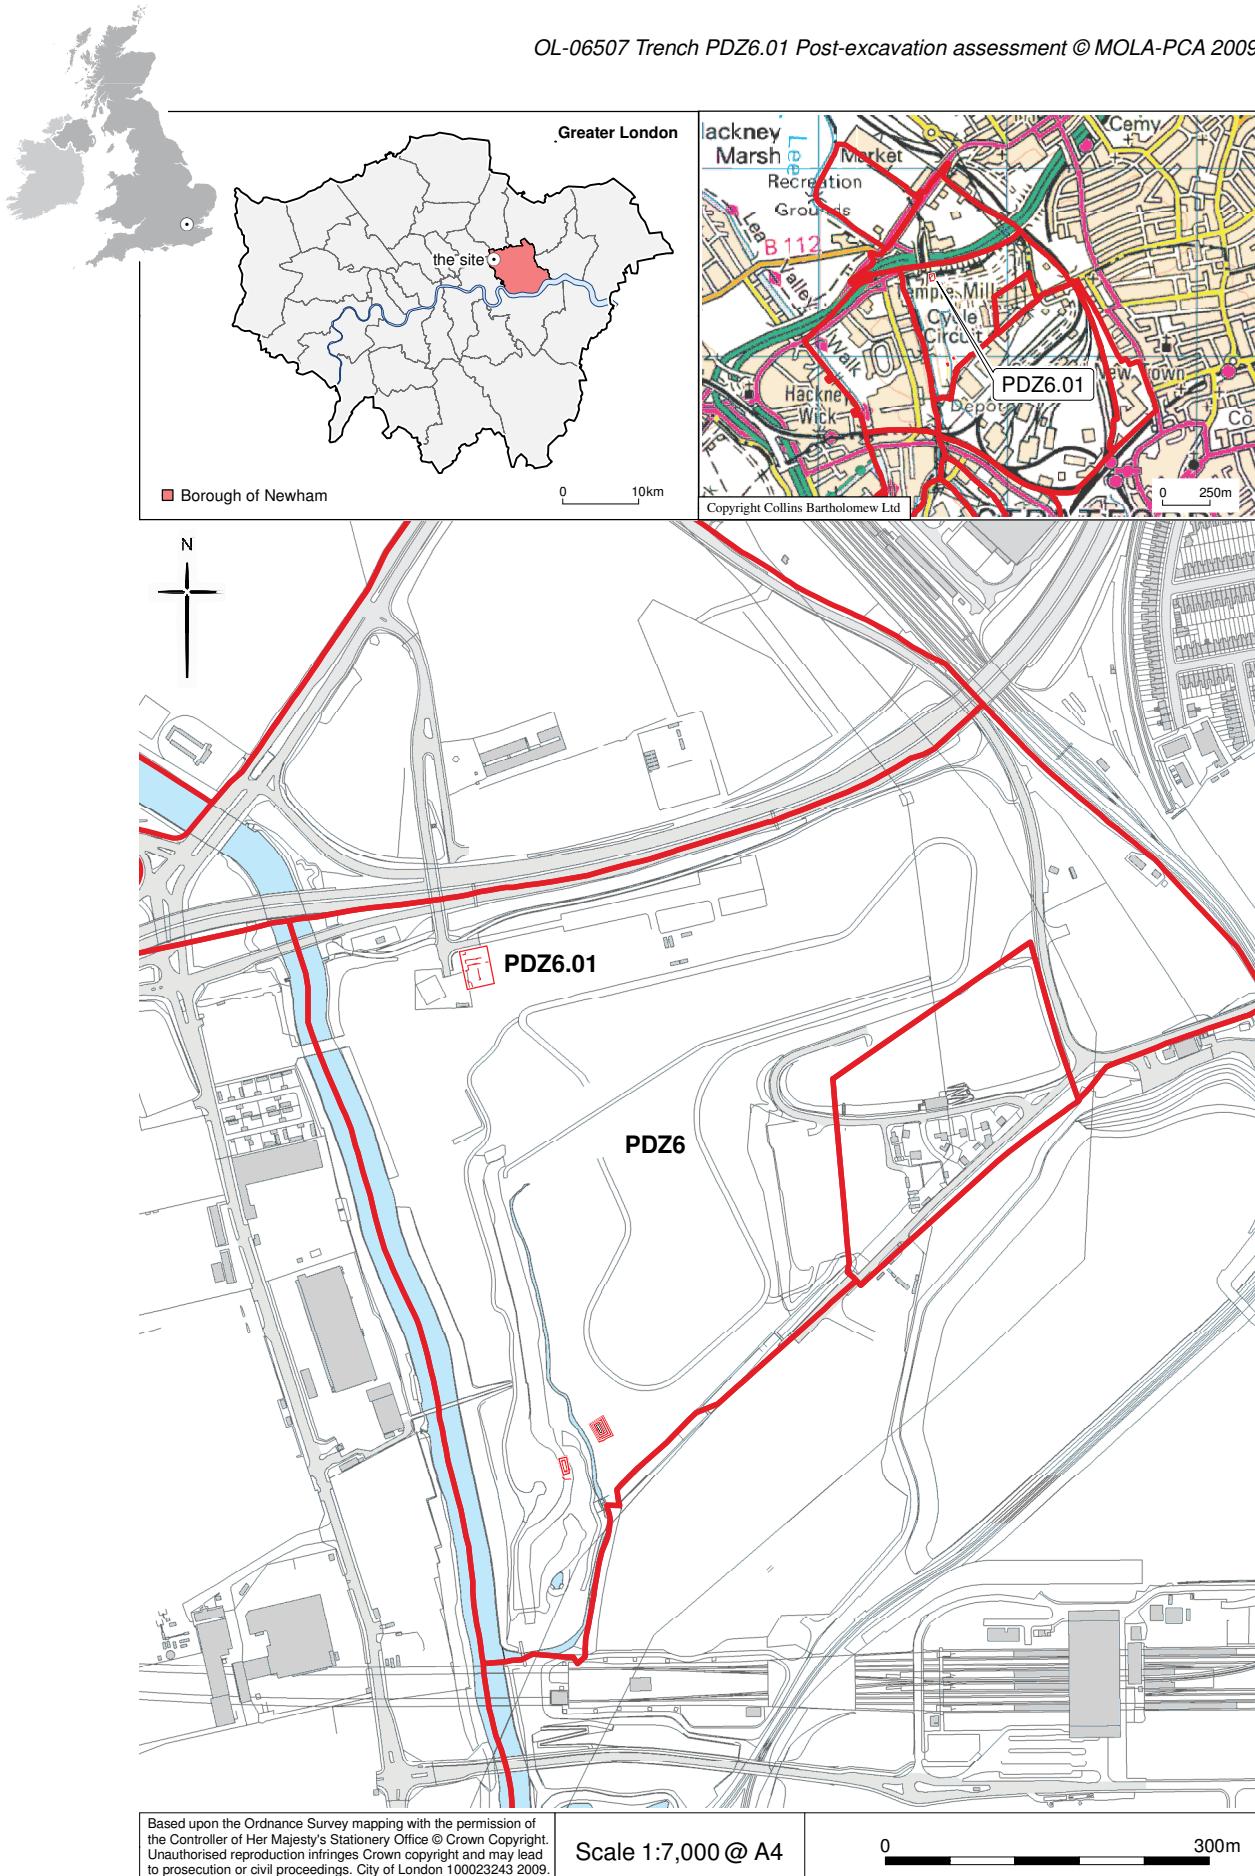 OL-06507 Trench PDZ6.01 Post-excavation assessment © MOLA-PCA 2009
Greater London
the site
Borough of Newham
0 10km
Marsh
Lee
Market
Cemy
Recreation
Grounds
Lea
B 112
Valley
Walk
Temple Mills
Cycle
Circuit
PDZ6.01
Hackney
Wick
Depot
Copyright Collins Bartholomew Ltd
0 250m
N
PDZ6.01
PDZ6
Based upon the Ordnance Survey mapping with the permission of
the Controller of Her Majesty's Stationery Office © Crown Copyright.
Unauthorised reproduction infringes Crown copyright and may lead
to prosecution or civil proceedings. City of London 100023243 2009.
Scale 1:7,000 @ A4
0 300m